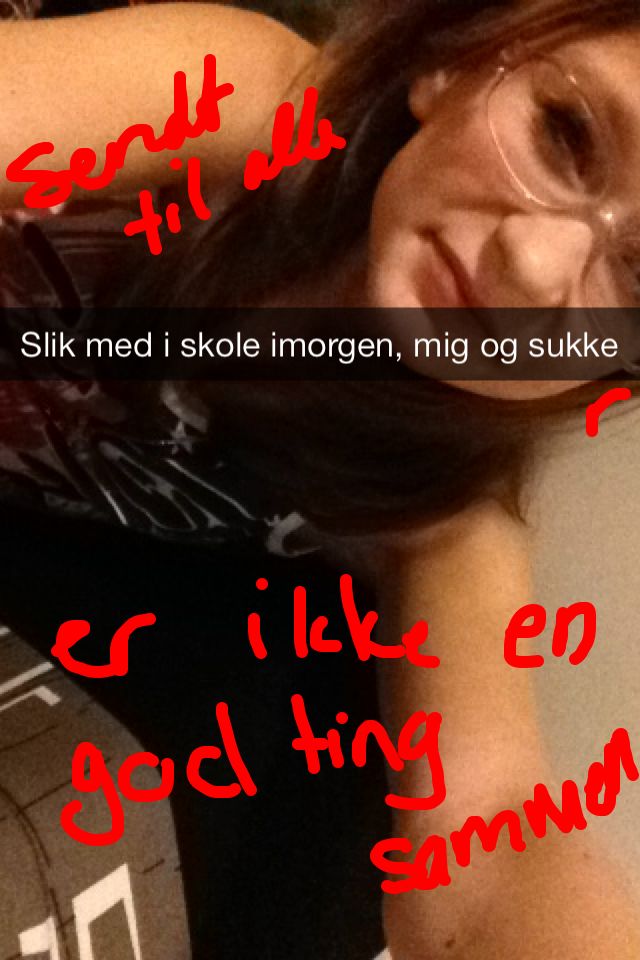 Sendt
til alle
Slik med i skole imorgen, mig og sukke
r
er ikke en
god ting
sammen